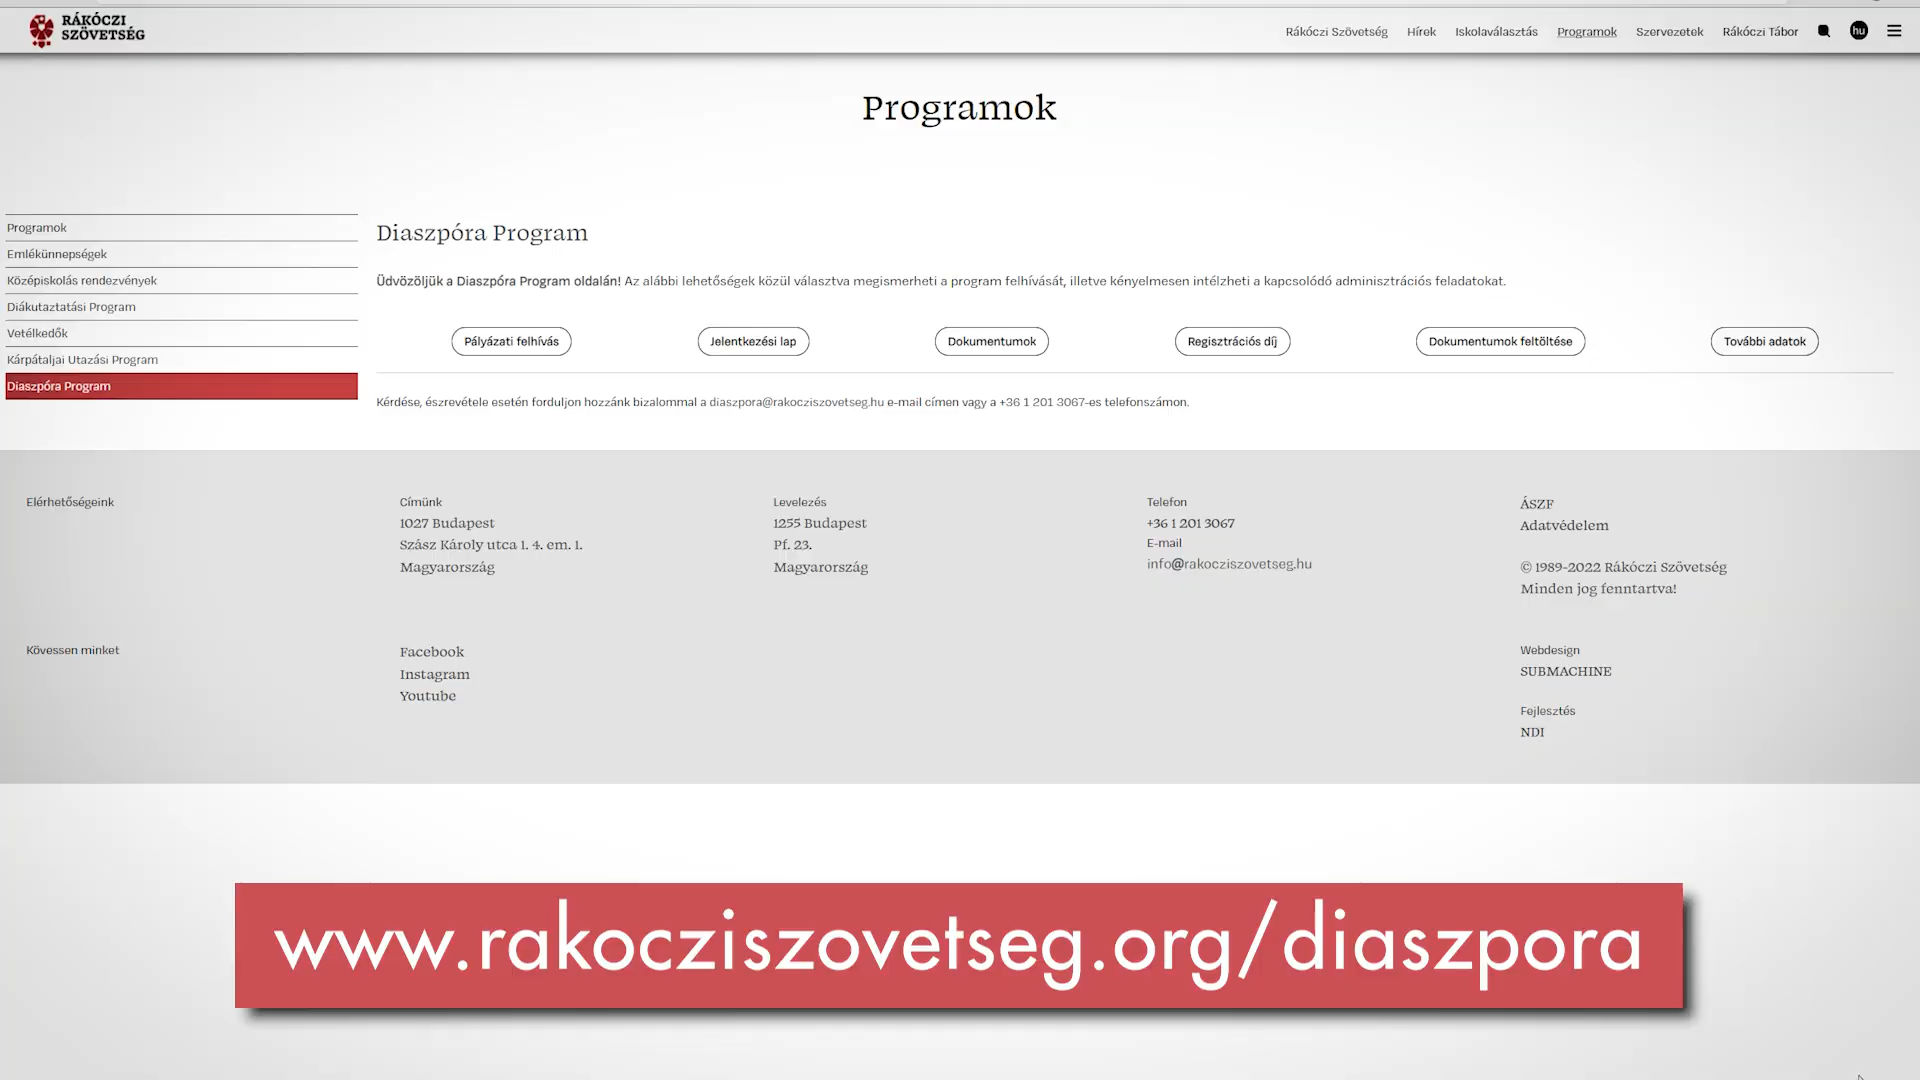 RÁKÓCZI
SZÖVETSÉG
Rákóczi Szövetség Hírek Iskolaválasztás Programok Szervezetek Rákóczi Tábor hu
Programok
Programok
Emlékünnepségek
Középiskolás rendezvények
Diákutaztatási Program
Vetélkedők
Kárpátaljai Utazási Program
Diaszpóra Program
Diaszpóra Program
Üdvözöljük a Diaszpóra Program oldalán! Az alábbi lehetőségek közül választva megismerheti a program felhívását, illetve kényelmesen intézheti a kapcsolódó adminisztrációs feladatokat.
Pályázati felhívás Jelentkezési lap Dokumentumok Regisztrációs díj Dokumentumok feltöltése További adatok
Kérdése, észrevétele esetén forduljon hozzánk bizalommal a diaszpora@rakocziszovetseg.hu e-mail címen vagy a +36 1 201 3067-es telefonszámon.
Elérhetőségeink
Címünk
1027 Budapest
Szász Károly utca 1. 4. em. 1.
Magyarország
Levelezés
1255 Budapest
Pf. 23.
Magyarország
Telefon
+36 1 201 3067
E-mail
info@rakocziszovetseg.hu
ÁSZF
Adatvédelem
© 1989-2022 Rákóczi Szövetség
Minden jog fenntartva!
Kövessen minket
Facebook
Instagram
Youtube
Webdesign
SUBMACHINE
Fejlesztés
NDI
www.rakocziszovetseg.org/diaszpora